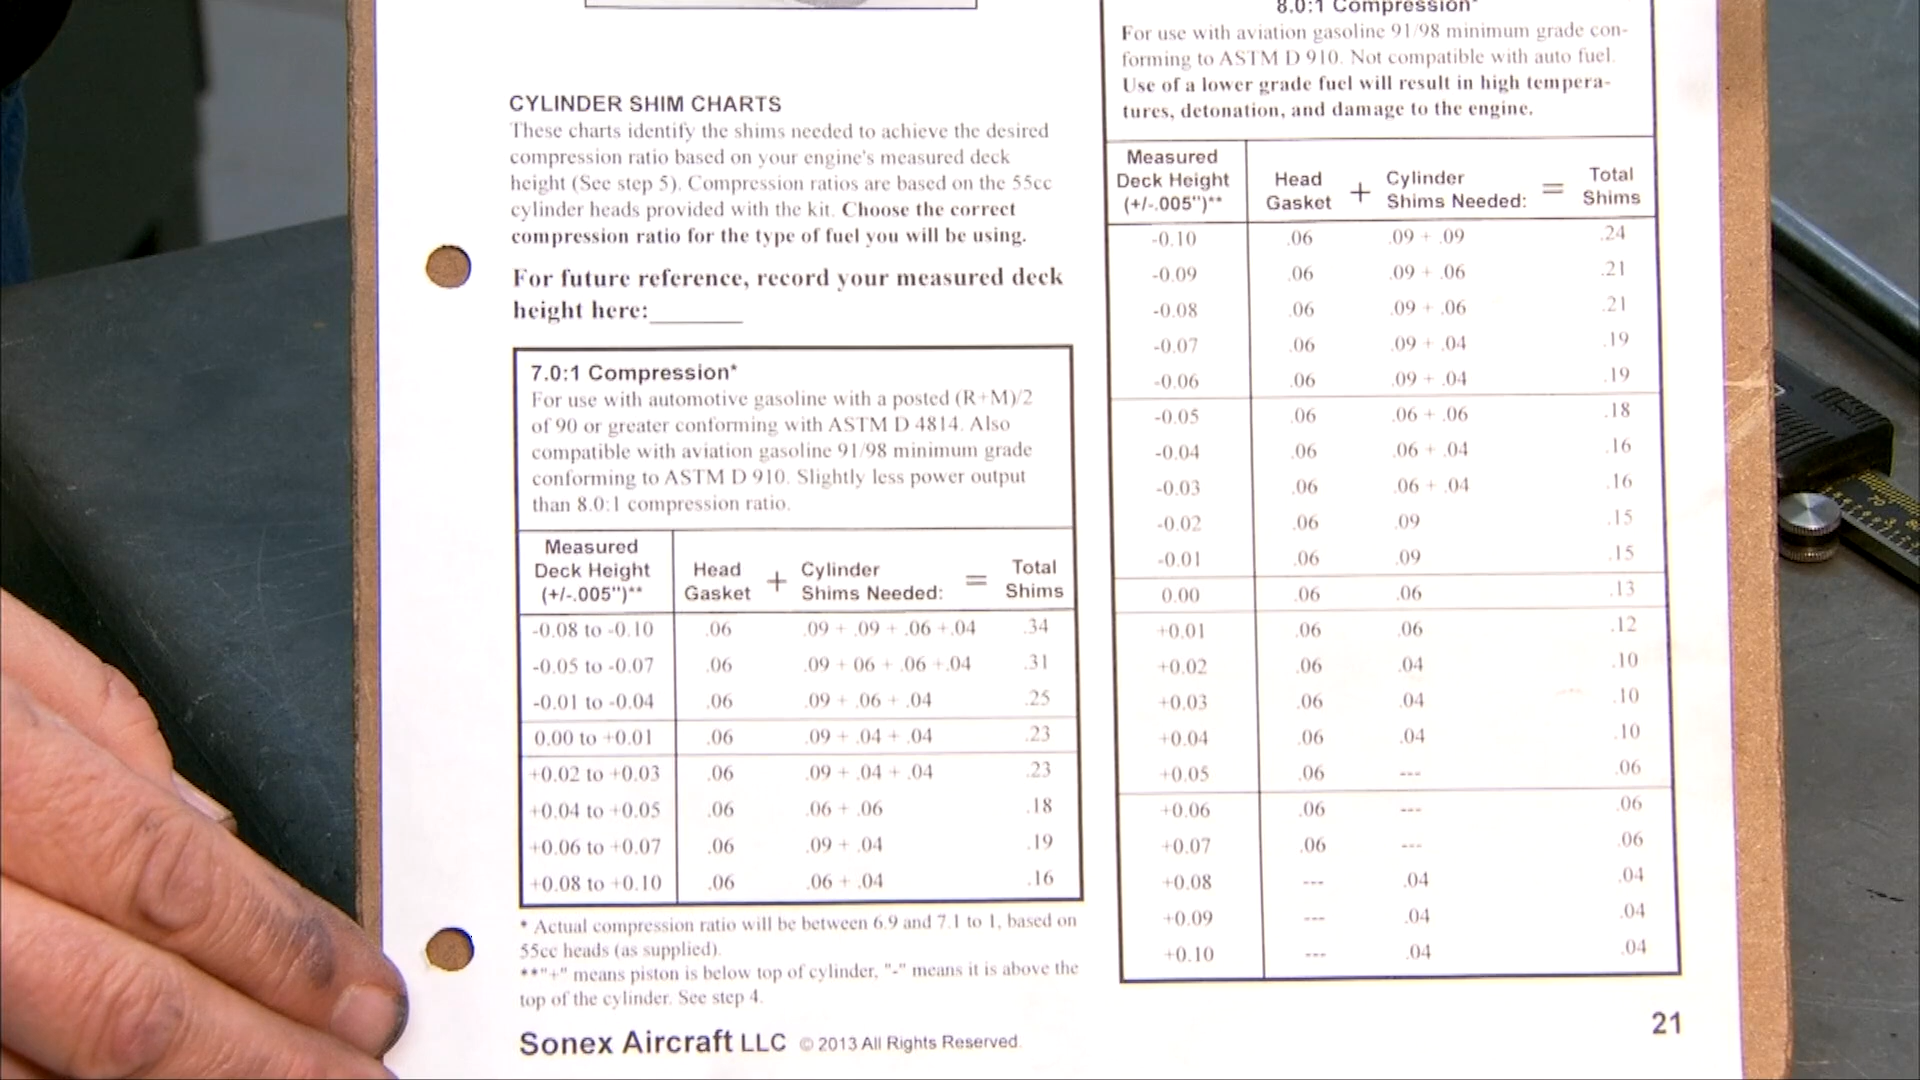 CYLINDER SHIM CHARTS
These charts identify the shims needed to achieve the desired
compression ratio based on your engine's measured deck
height (See step 5). Compression ratios are based on the 55cc
cylinder heads provided with the kit. Choose the correct
compression ratio for the type of fuel you will be using.
For future reference, record your measured deck
height here:_______
7.0:1 Compression*
For use with automotive gasoline with a posted (R+M)/2
of 90 or greater conforming with ASTM D 4814. Also
compatible with aviation gasoline 91/98 minimum grade
conforming to ASTM D 910. Slightly less power output
than 8.0:1 compression ratio.
Measured Deck Height (+/-.005")** Head Gasket + Cylinder Shims Needed: = Total Shims
-0.08 to -0.10 .06 .09 + .09 + .06 +.04 .34
-0.05 to -0.07 .06 .09 + 06 + .06 +.04 .31
-0.01 to -0.04 .06 .09 + .06 + .04 .25
0.00 to +0.01 .06 .09 + .04 + .04 .23
+0.02 to +0.03 .06 .09 + .04 + .04 .23
+0.04 to +0.05 .06 .06 + .06 .18
+0.06 to +0.07 .06 .09 + .04 .19
+0.08 to +0.10 .06 .06 + .04 .16
* Actual compression ratio will be between 6.9 and 7.1 to 1, based on
55cc heads (as supplied).
**"+" means piston is below top of cylinder, "-" means it is above the
top of the cylinder. See step 4.
Sonex Aircraft LLC © 2013 All Rights Reserved.
8.0:1 Compression*
For use with aviation gasoline 91/98 minimum grade con-
forming to ASTM D 910. Not compatible with auto fuel.
Use of a lower grade fuel will result in high tempera-
tures, detonation, and damage to the engine.
Measured Deck Height (+/-.005")** Head Gasket + Cylinder Shims Needed: = Total Shims
-0.10 .06 .09 + .09 .24
-0.09 .06 .09 + .06 .21
-0.08 .06 .09 + .06 .21
-0.07 .06 .09 + .04 .19
-0.06 .06 .09 + .04 .19
-0.05 .06 .06 + .06 .18
-0.04 .06 .06 + .04 .16
-0.03 .06 .06 + .04 .16
-0.02 .06 .09 .15
-0.01 .06 .09 .15
0.00 .06 .06 .13
+0.01 .06 .06 .12
+0.02 .06 .04 .10
+0.03 .06 .04 .10
+0.04 .06 .04 .10
+0.05 .06 --- .06
+0.06 .06 --- .06
+0.07 .06 --- .06
+0.08 --- .04 .04
+0.09 --- .04 .04
+0.10 --- .04 .04
21